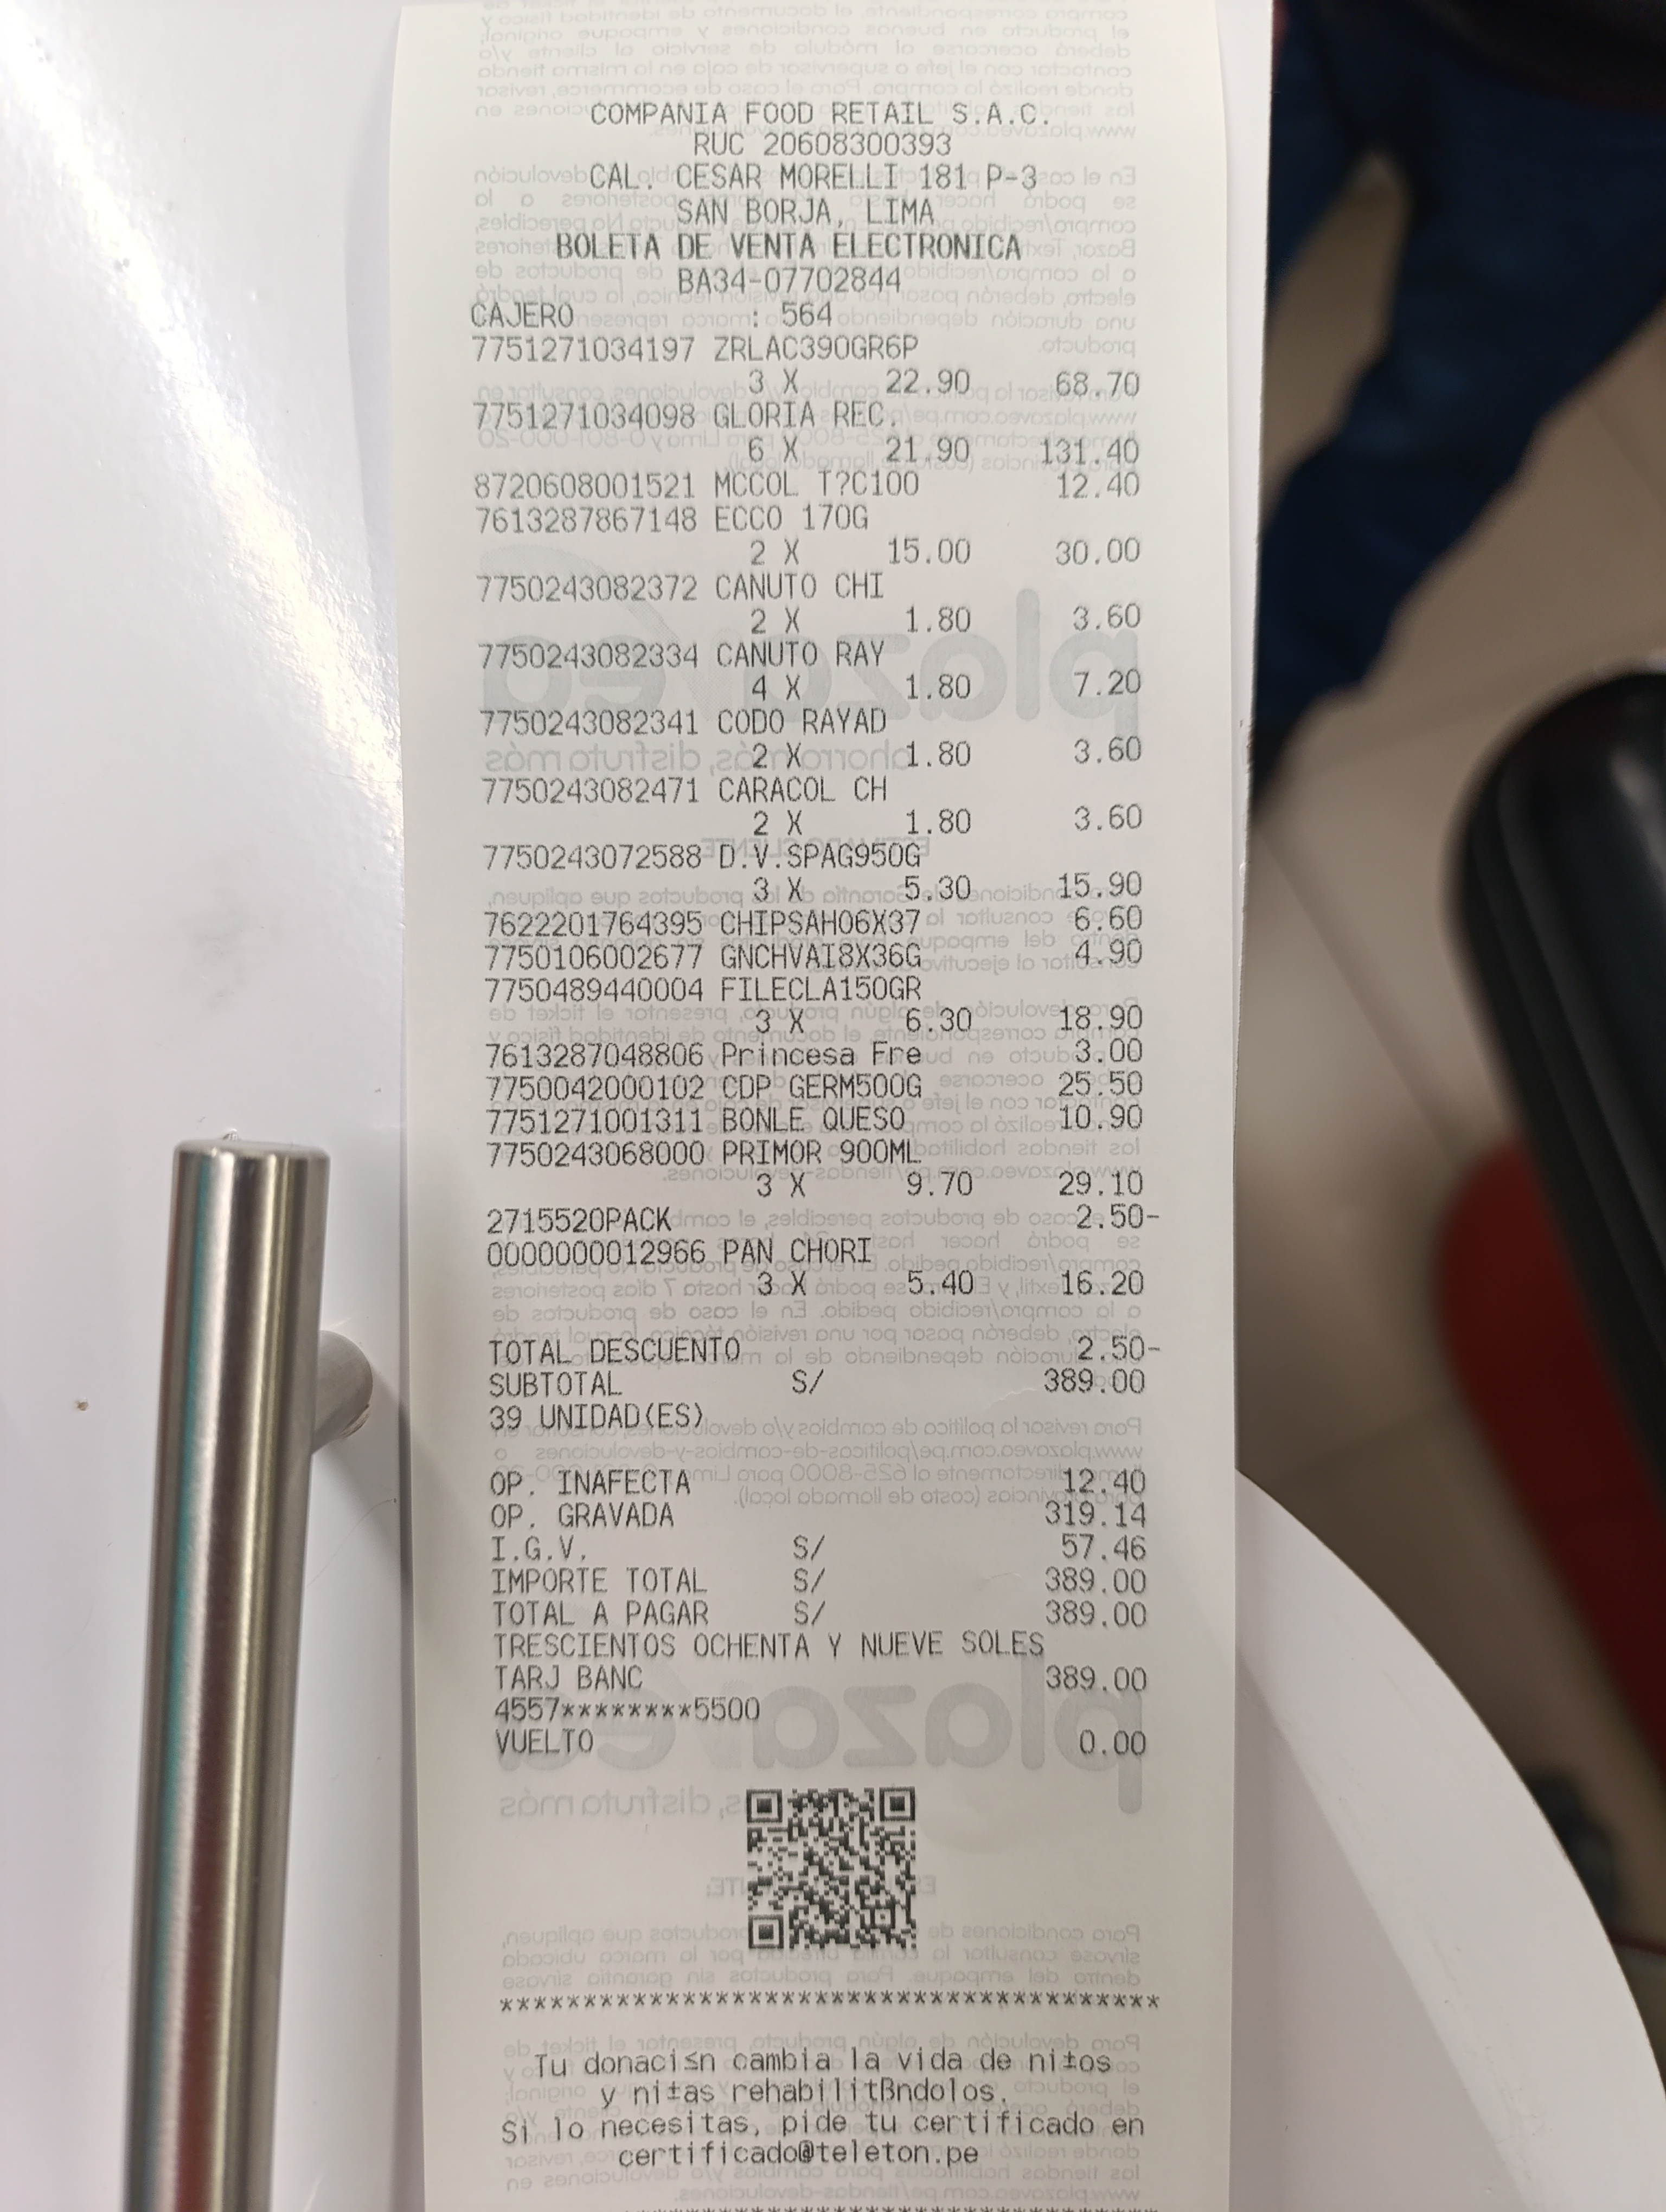 COMPANIA FOOD RETAIL S.A.C.
RUC 20608300393
CAL. CESAR MORELLI 181 P-3
SAN BORJA, LIMA
BOLETA DE VENTA ELECTRONICA
BA34-07702844
CAJERO : 564
7751271034197 ZRLAC390GR6P
3 X 22.90 68.70
7751271034098 GLORIA REC.
6 X 21.90 131.40
8720608001521 MCCOL T?C100 12.40
7613287867148 ECCO 170G
2 X 15.00 30.00
7750243082372 CANUTO CHI
2 X 1.80 3.60
7750243082334 CANUTO RAY
4 X 1.80 7.20
7750243082341 CODO RAYAD
2 X 1.80 3.60
7750243082471 CARACOL CH
2 X 1.80 3.60
7750243072588 D.V.SPAG950G
3 X 5.30 15.90
7622201764395 CHIPSAHO6X37 6.60
7750106002677 GNCHVAI8X36G 4.90
7750489440004 FILECLA150GR
3 X 6.30 18.90
7613287048806 Princesa Fre 3.00
7750042000102 CDP GERM500G 25.50
7751271001311 BONLE QUESO 10.90
7750243068000 PRIMOR 900ML
3 X 9.70 29.10
2715520PACK 2.50-
0000000012966 PAN CHORI
3 X 5.40 16.20
TOTAL DESCUENTO 2.50-
SUBTOTAL S/ 389.00
39 UNIDAD(ES)
OP. INAFECTA 12.40
OP. GRAVADA 319.14
I.G.V. S/ 57.46
IMPORTE TOTAL S/ 389.00
TOTAL A PAGAR S/ 389.00
TRESCIENTOS OCHENTA Y NUEVE SOLES
TARJ BANC 389.00
4557********5500
VUELTO 0.00
****************************************
Tu donaci≤n cambia la vida de ni±os
y ni±as rehabilitßndolos.
Si lo necesitas, pide tu certificado en
certificado@teleton.pe